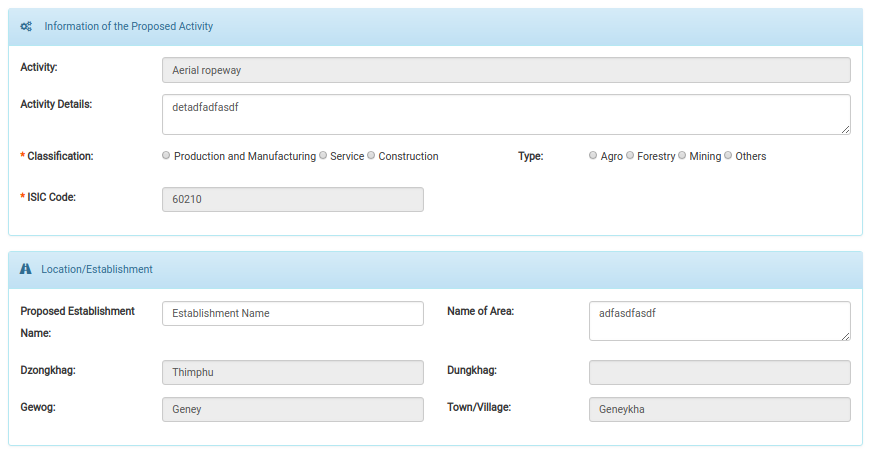 Information of the Proposed Activity
Activity: Aerial ropeway
Activity Details: detadfadfasdf
* Classification: Production and Manufacturing Service Construction Type: Agro Forestry Mining Others
* ISIC Code: 60210
Location/Establishment
Proposed Establishment Name: Establishment Name Name of Area: adfasdfasdf
Dzongkhag: Thimphu Dungkhag:
Gewog: Geney Town/Village: Geneykha